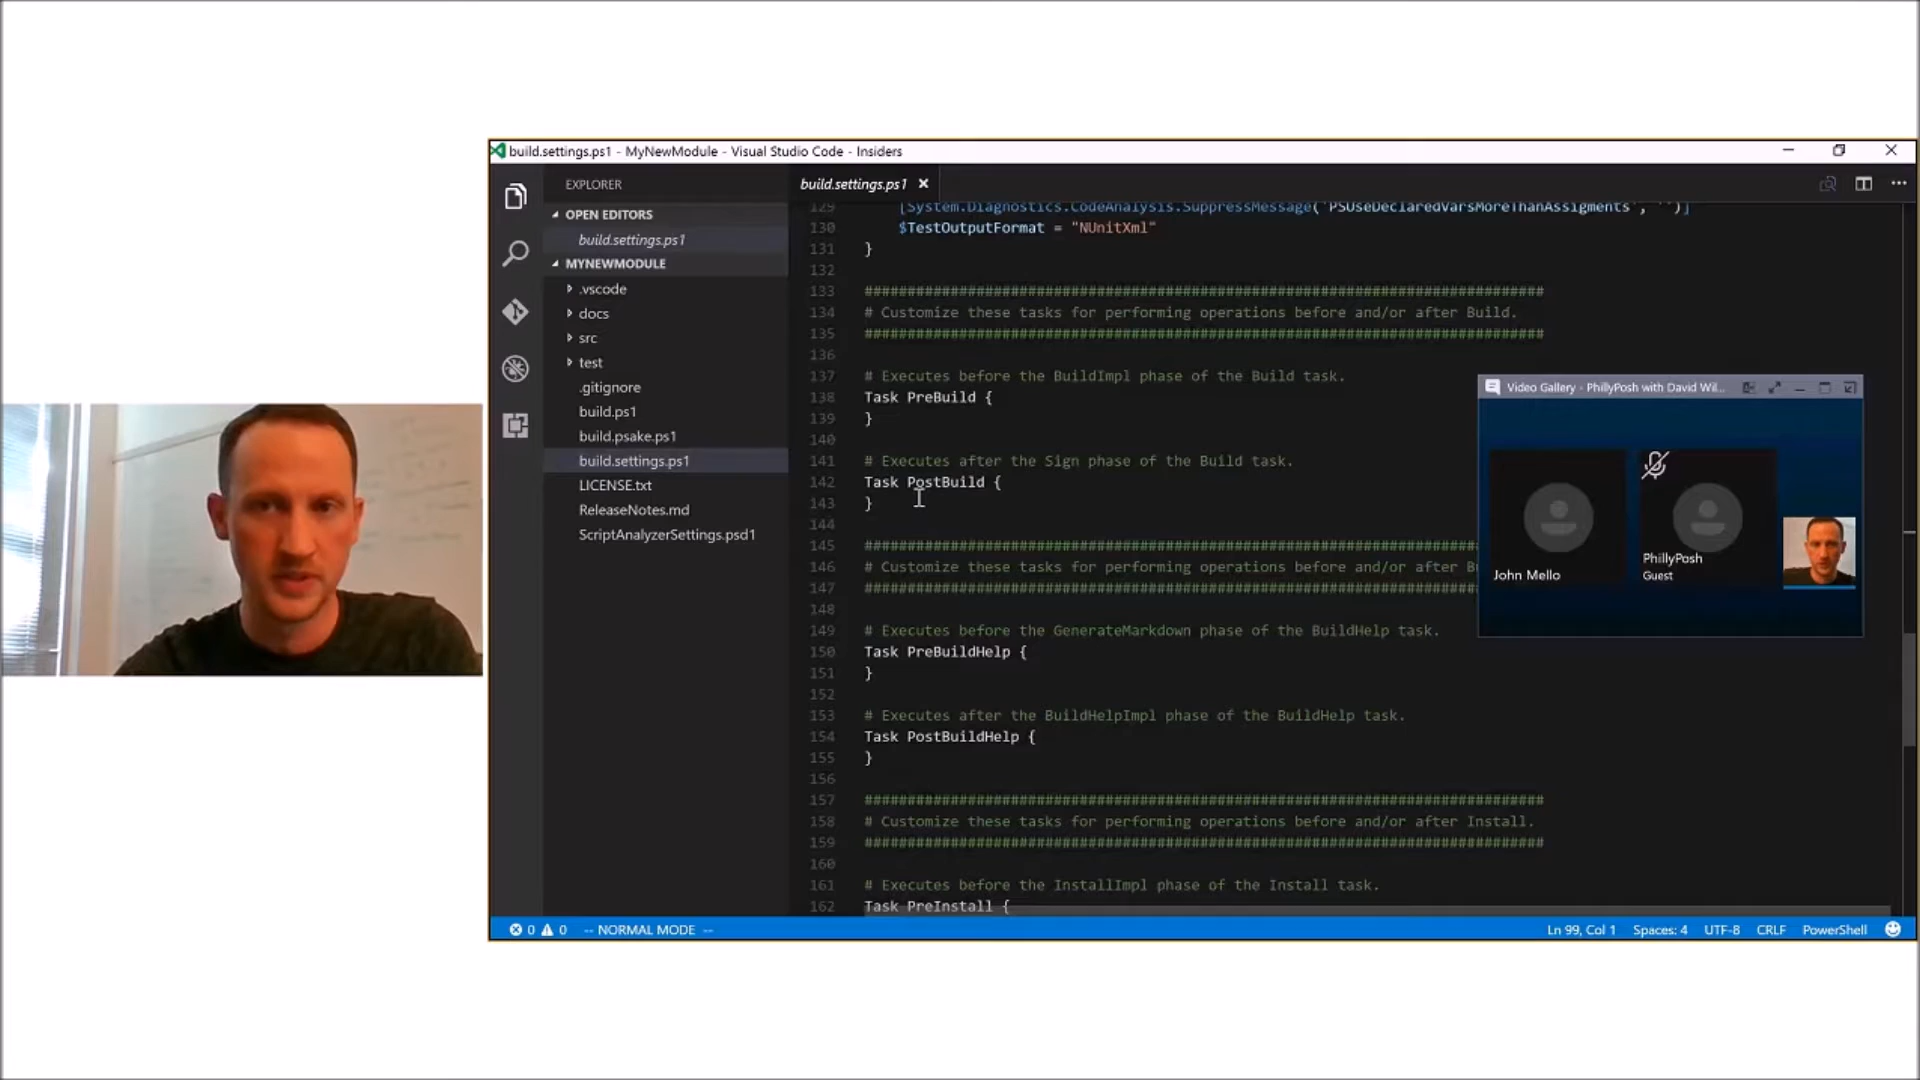 build.settings.ps1 - MyNewModule - Visual Studio Code - Insiders
EXPLORER
OPEN EDITORS
build.settings.ps1
MYNEWMODULE
.vscode
docs
src
test
.gitignore
build.ps1
build.psake.ps1
build.settings.ps1
LICENSE.txt
ReleaseNotes.md
ScriptAnalyzerSettings.psd1
build.settings.ps1
129 [System.Diagnostics.CodeAnalysis.SuppressMessage('PSUseDeclaredVarsMoreThanAssigments', '')]
130 $TestOutputFormat = "NUnitXml"
131 }
132
133 ################################################################################
134 # Customize these tasks for performing operations before and/or after Build.
135 ################################################################################
136
137 # Executes before the BuildImpl phase of the Build task.
138 Task PreBuild {
139 }
140
141 # Executes after the Sign phase of the Build task.
142 Task PostBuild {
143 }
144
145 ########################################################################
146 # Customize these tasks for performing operations before and/or after B
147 ########################################################################
148
149 # Executes before the GenerateMarkdown phase of the BuildHelp task.
150 Task PreBuildHelp {
151 }
152
153 # Executes after the BuildHelpImpl phase of the BuildHelp task.
154 Task PostBuildHelp {
155 }
156
157 ################################################################################
158 # Customize these tasks for performing operations before and/or after Install.
159 ################################################################################
160
161 # Executes before the InstallImpl phase of the Install task.
162 Task PreInstall {
Video Gallery - PhillyPosh with David Wil...
John Mello
PhillyPosh
Guest
0 0 -- NORMAL MODE --
Ln 99, Col 1 Spaces: 4 UTF-8 CRLF PowerShell